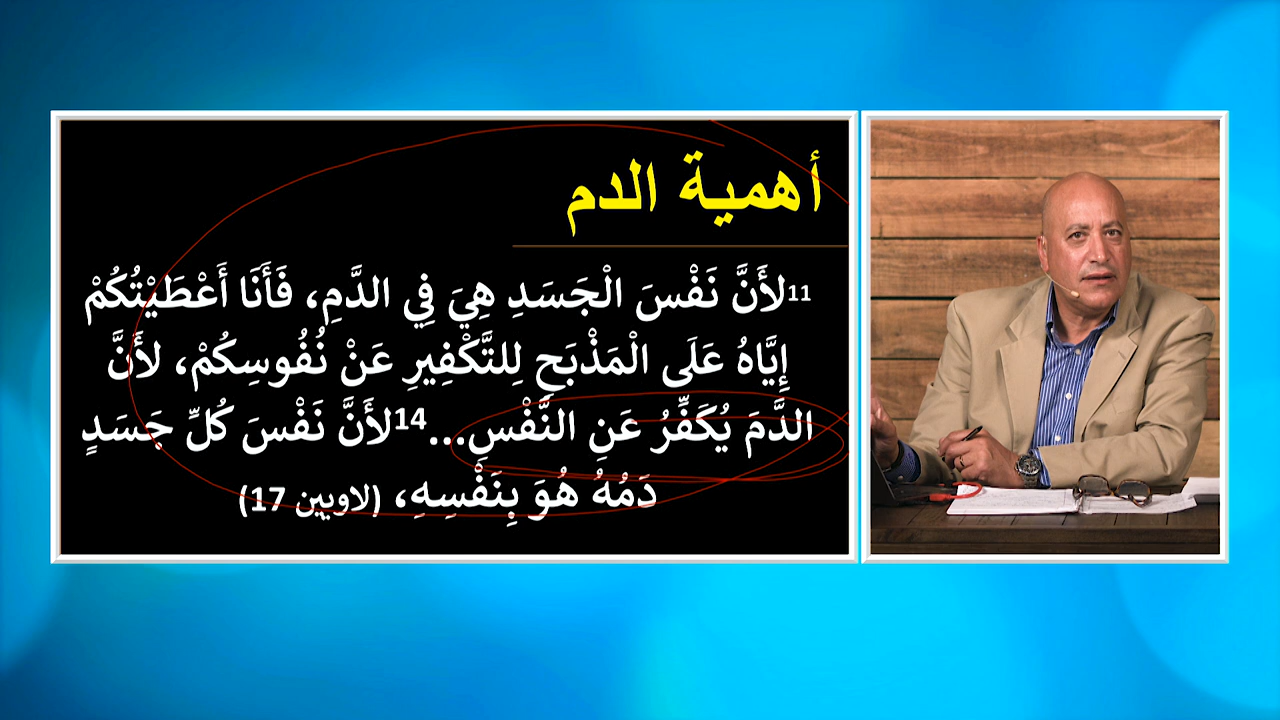 أهمية الدم
11لأَنَّ نَفْسَ الْجَسَدِ هِيَ فِي الدَّمِ، فَأَنَا أَعْطَيْتُكُمْ
إِيَّاهُ عَلَى الْمَذْبَحِ لِلتَّكْفِيرِ عَنْ نُفُوسِكُمْ، لأَنَّ
الدَّمَ يُكَفِّرُ عَنِ النَّفْسِ...14لأَنَّ نَفْسَ كُلِّ جَسَدٍ
دَمُهُ هُوَ بِنَفْسِهِ، (لاويين 17)